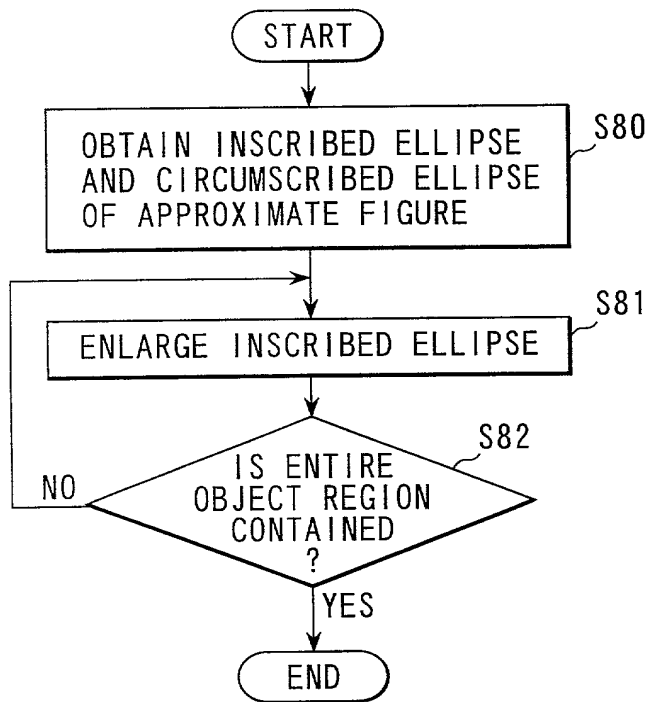 START
OBTAIN INSCRIBED ELLIPSE
AND CIRCUMSCRIBED ELLIPSE
OF APPROXIMATE FIGURE
S80
ENLARGE INSCRIBED ELLIPSE
S81
IS ENTIRE
OBJECT REGION
CONTAINED
?
S82
NO
YES
END